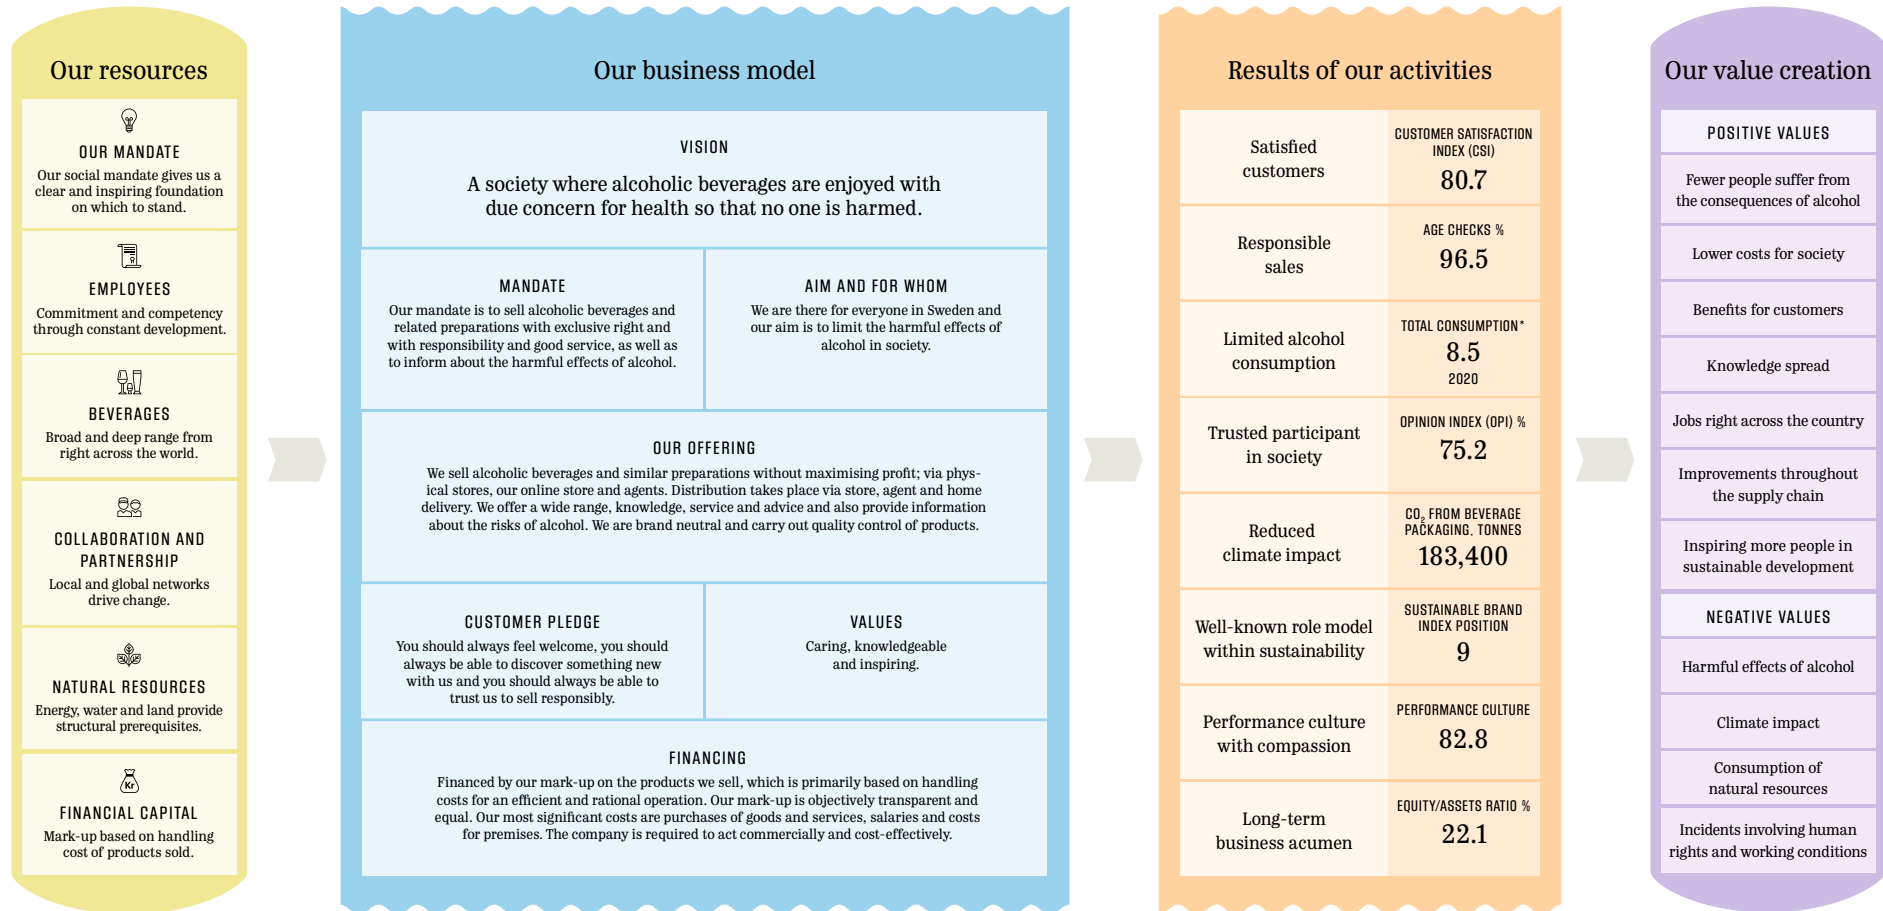 Our resources
OUR MANDATE
Our social mandate gives us a
clear and inspiring foundation
on which to stand.
EMPLOYEES
Commitment and competency
through constant development.
BEVERAGES
Broad and deep range from
right across the world.
COLLABORATION AND
PARTNERSHIP
Local and global networks
drive change.
NATURAL RESOURCES
Energy, water and land provide
structural prerequisites.
Kr
FINANCIAL CAPITAL
Mark-up based on handling
cost of products sold.
Our business model
VISION
A society where alcoholic beverages are enjoyed with
due concern for health so that no one is harmed.
MANDATE
Our mandate is to sell alcoholic beverages and
related preparations with exclusive right and
with responsibility and good service, as well as
to inform about the harmful effects of alcohol.
AIM AND FOR WHOM
We are there for everyone in Sweden and
our aim is to limit the harmful effects of
alcohol in society.
OUR OFFERING
We sell alcoholic beverages and similar preparations without maximising profit; via phys-
ical stores, our online store and agents. Distribution takes place via store, agent and home
delivery. We offer a wide range, knowledge, service and advice and also provide information
about the risks of alcohol. We are brand neutral and carry out quality control of products.
CUSTOMER PLEDGE
You should always feel welcome, you should
always be able to discover something new
with us and you should always be able to
trust us to sell responsibly.
VALUES
Caring, knowledgeable
and inspiring.
FINANCING
Financed by our mark-up on the products we sell, which is primarily based on handling
costs for an efficient and rational operation. Our mark-up is objectively transparent and
equal. Our most significant costs are purchases of goods and services, salaries and costs
for premises. The company is required to act commercially and cost-effectively.
Results of our activities
Satisfied
customers
CUSTOMER SATISFACTION
INDEX (CSI)
80.7
Responsible
sales
AGE CHECKS %
96.5
Limited alcohol
consumption
TOTAL CONSUMPTION*
8.5
2020
Trusted participant
in society
OPINION INDEX (OPI) %
75.2
Reduced
climate impact
CO₂ FROM BEVERAGE
PACKAGING, TONNES
183,400
Well-known role model
within sustainability
SUSTAINABLE BRAND
INDEX POSITION
9
Performance culture
with compassion
PERFORMANCE CULTURE
82.8
Long-term
business acumen
EQUITY/ASSETS RATIO %
22.1
Our value creation
POSITIVE VALUES
Fewer people suffer from
the consequences of alcohol
Lower costs for society
Benefits for customers
Knowledge spread
Jobs right across the country
Improvements throughout
the supply chain
Inspiring more people in
sustainable development
NEGATIVE VALUES
Harmful effects of alcohol
Climate impact
Consumption of
natural resources
Incidents involving human
rights and working conditions